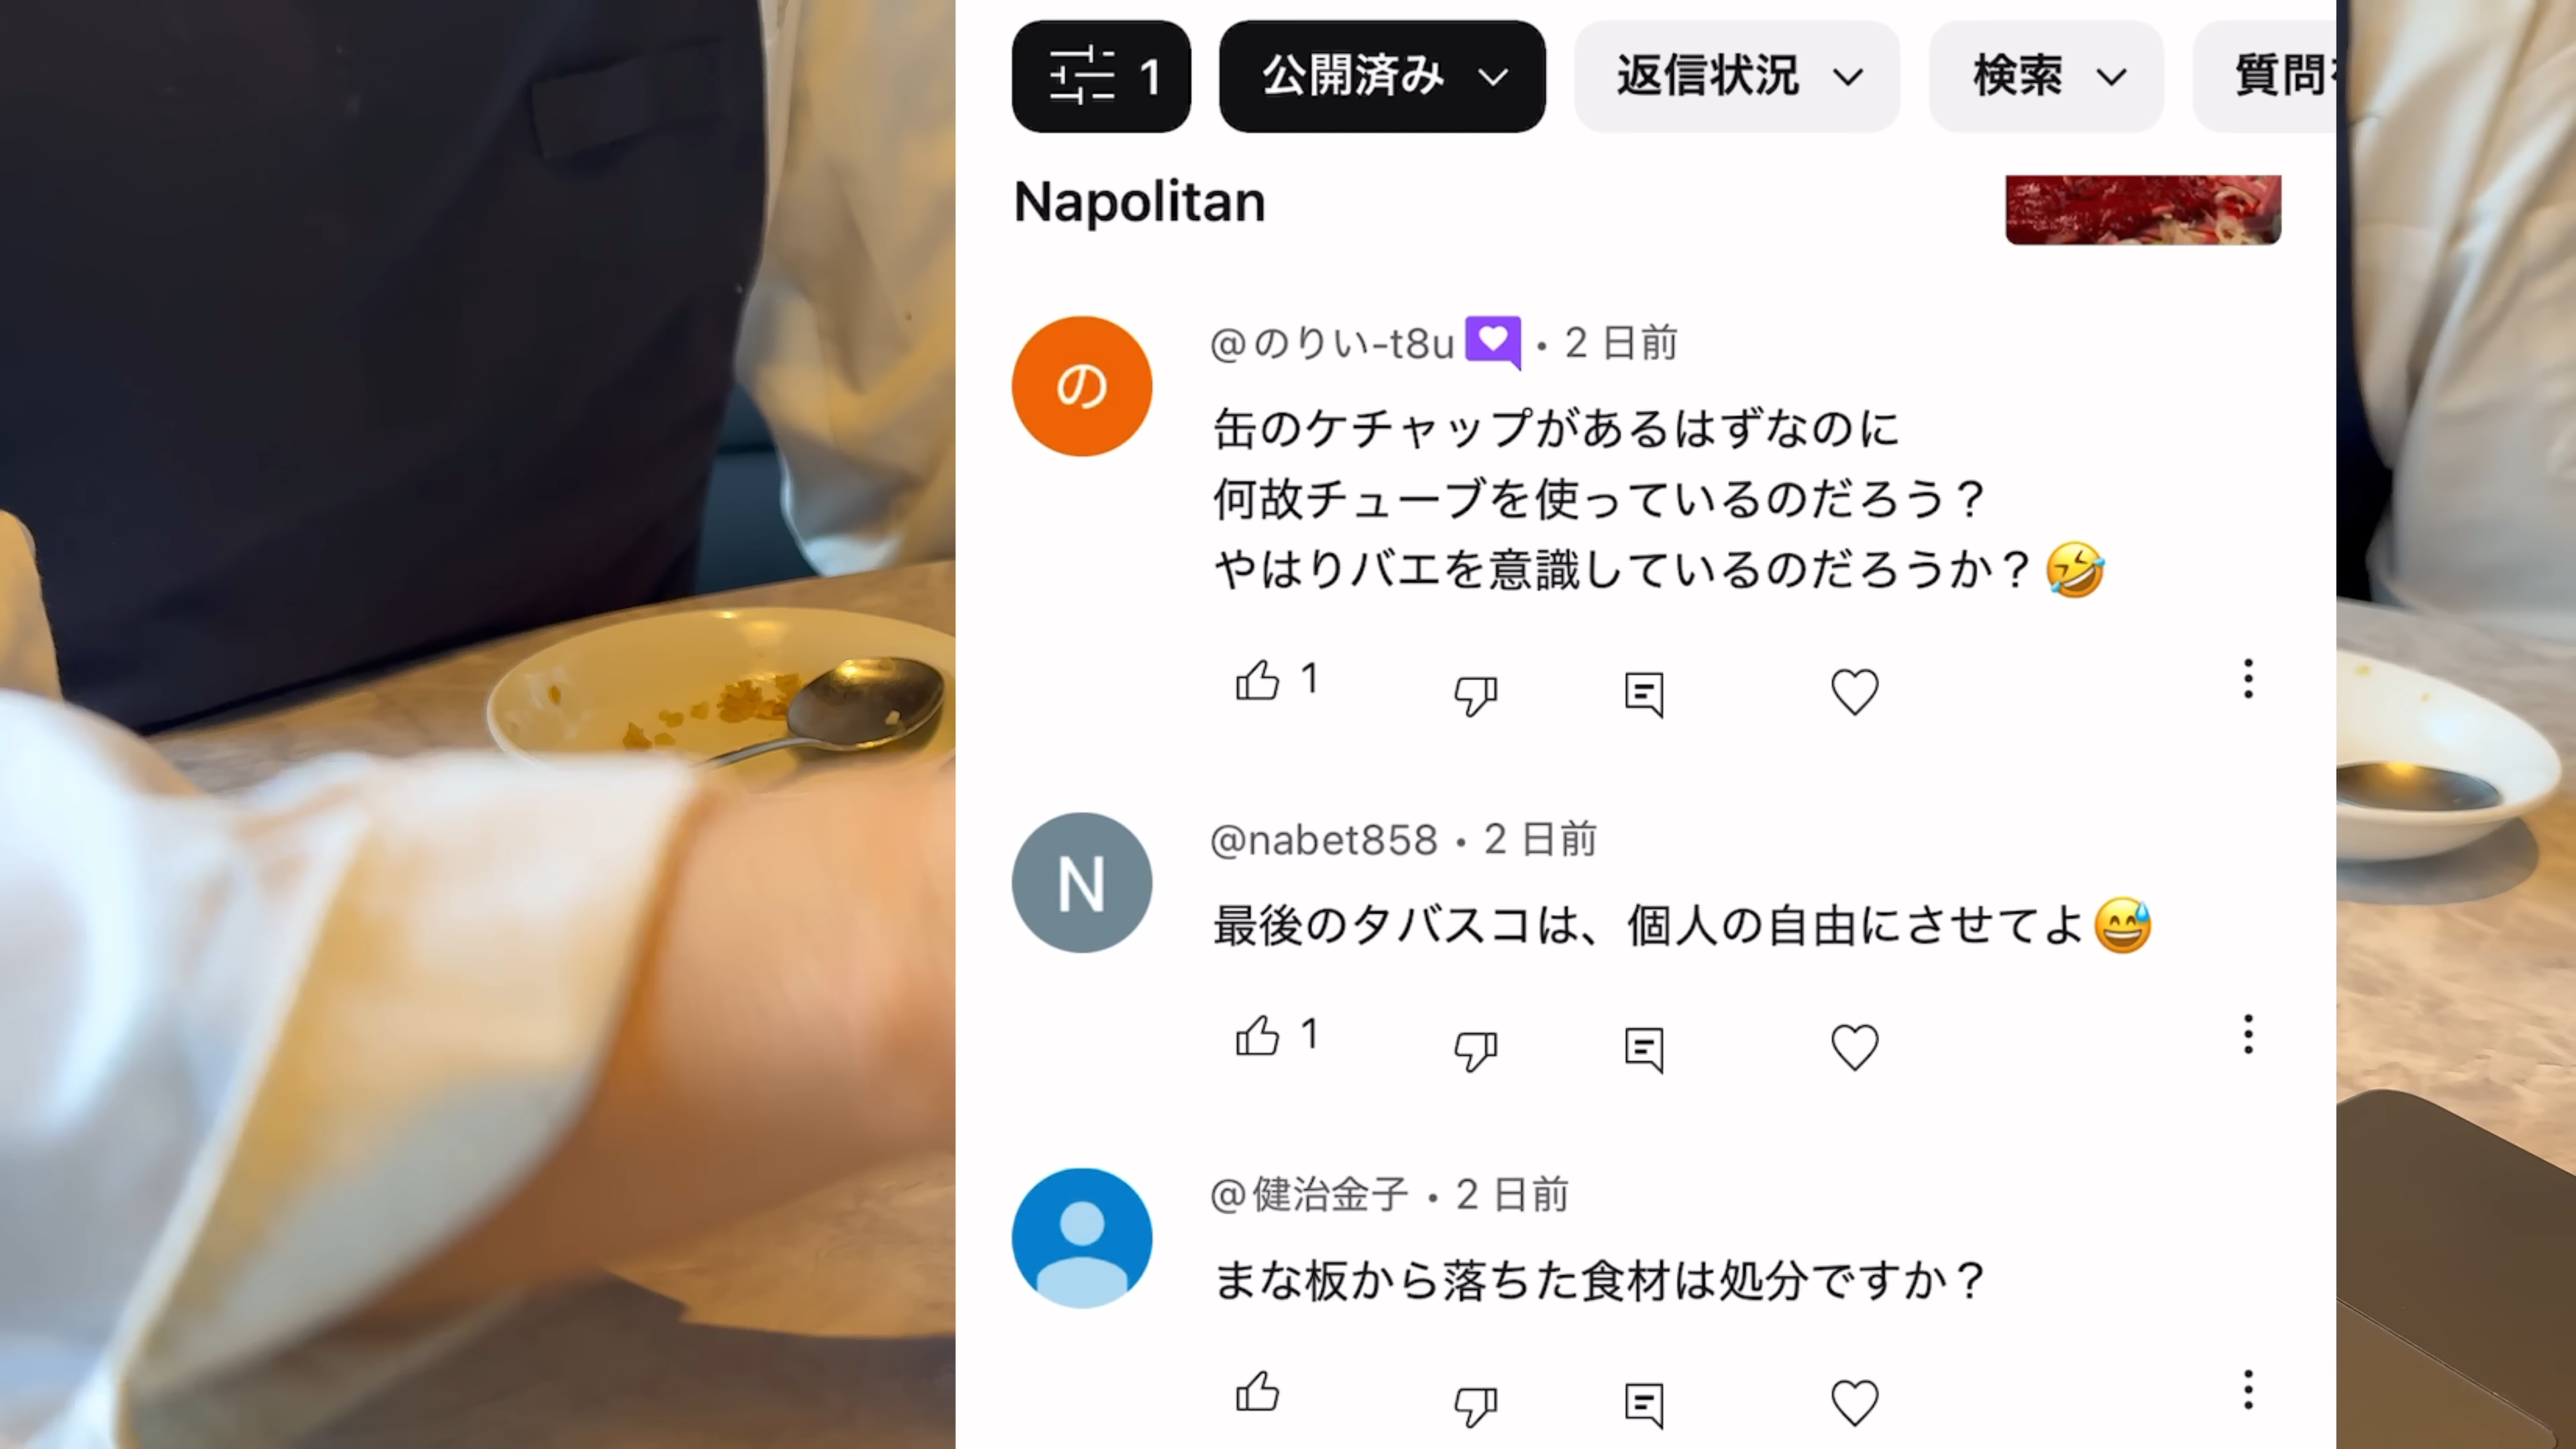 1 公開済み 返信状況 検索 質問
Napolitan
の
@のりい-t8u • 2 日前
缶のケチャップがあるはずなのに
何故チューブを使っているのだろう？
やはりバエを意識しているのだろうか？🤣
1
N
@nabet858 • 2 日前
最後のタバスコは、個人の自由にさせてよ😅
1
@健治金子 • 2 日前
まな板から落ちた食材は処分ですか？